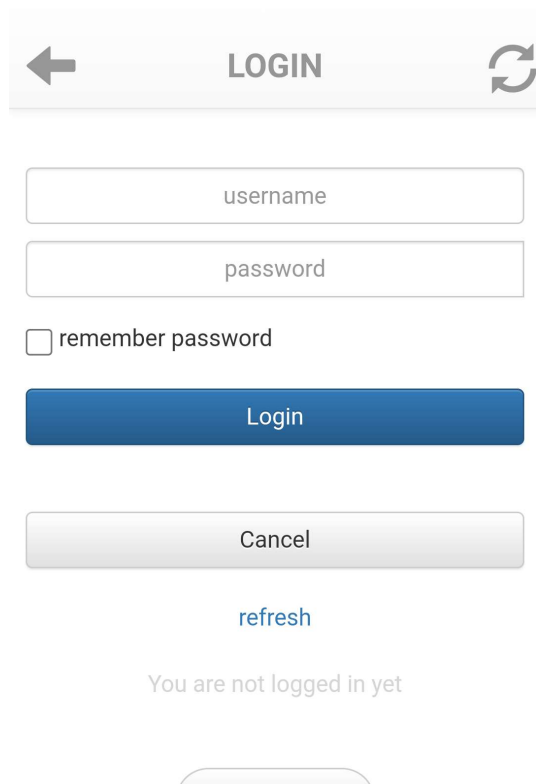 LOGIN
username
password
remember password
Login
Cancel
refresh
You are not logged in yet